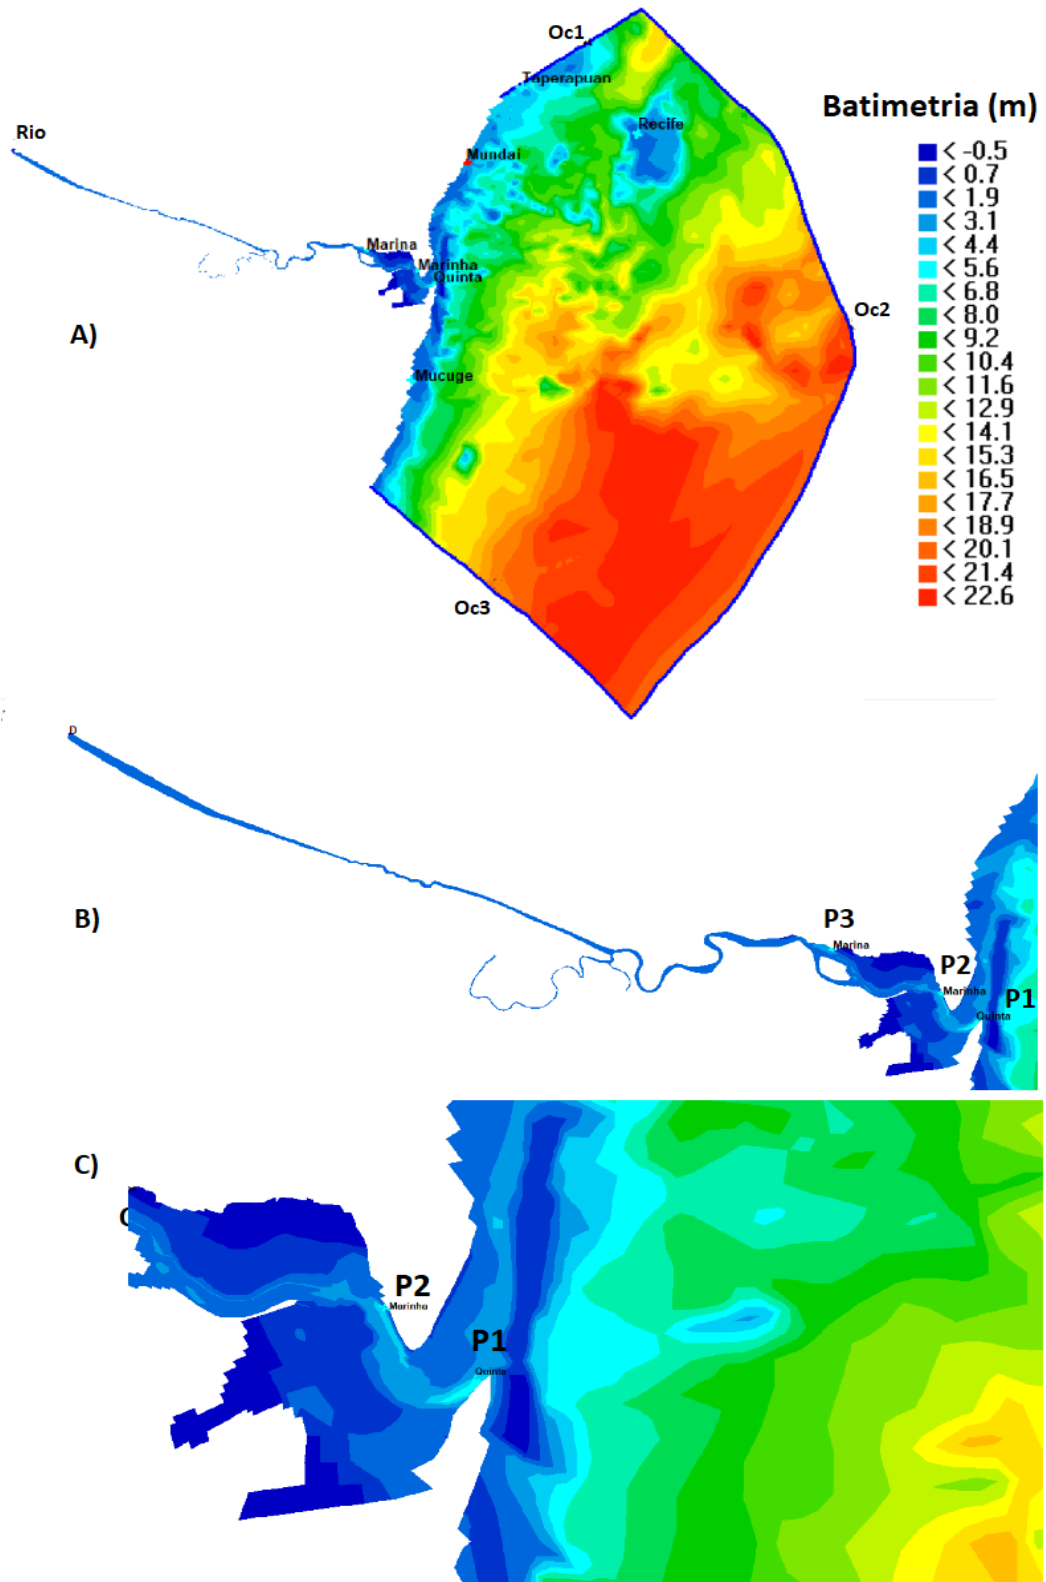 Oc1
Taperapuan
Batimetria (m)
Rio
Recife
Mundai
< -0.5
< 0.7
< 1.9
< 3.1
< 4.4
< 5.6
< 6.8
< 8.0
< 9.2
< 10.4
< 11.6
< 12.9
< 14.1
< 15.3
< 16.5
< 17.7
< 18.9
< 20.1
< 21.4
< 22.6
Marina
Marinha
Quinta
Oc2
A)
Mucuge
Oc3
D
B)
P3
Marina
P2
Marinha
P1
Quinta
C)
P2
Marinha
P1
Quinta